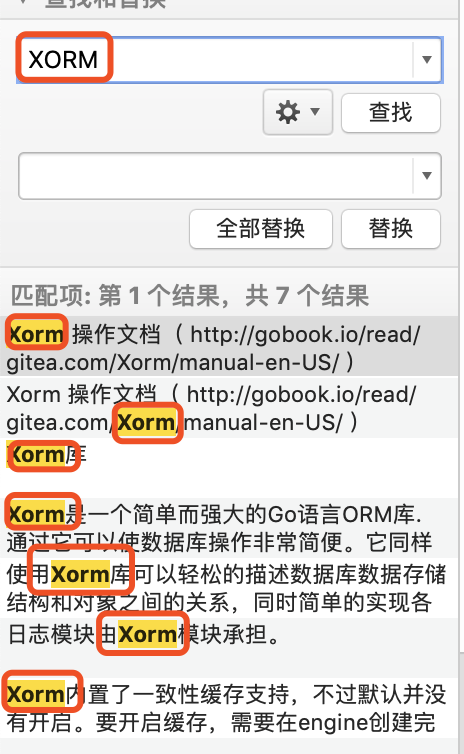 查找和替换
XORM
查找
全部替换
替换
匹配项: 第 1 个结果，共 7 个结果
Xorm 操作文档（ http://gobook.io/read/
gitea.com/Xorm/manual-en-US/ ）
Xorm 操作文档（ http://gobook.io/read/
gitea.com/Xorm/manual-en-US/ ）
Xorm库
Xorm是一个简单而强大的Go语言ORM库.
通过它可以使数据库操作非常简便。它同样
使用Xorm库可以轻松的描述数据库数据存储
结构和对象之间的关系，同时简单的实现各
日志模块由Xorm模块承担。
Xorm内置了一致性缓存支持，不过默认并没
有开启。要开启缓存，需要在engine创建完